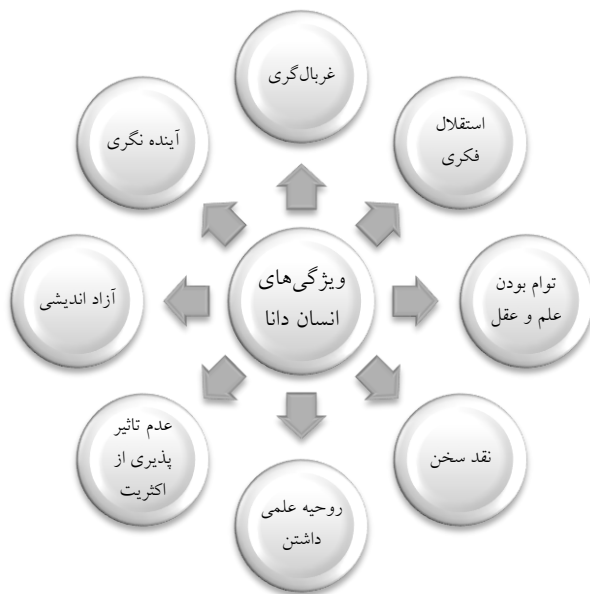 ویژگی‌های
انسان دانا
غربال‌گری
استقلال
فکری
توام بودن
علم و عقل
نقد سخن
روحیه علمی
داشتن
عدم تاثیر
پذیری از
اکثریت
آزاد اندیشی
آینده نگری